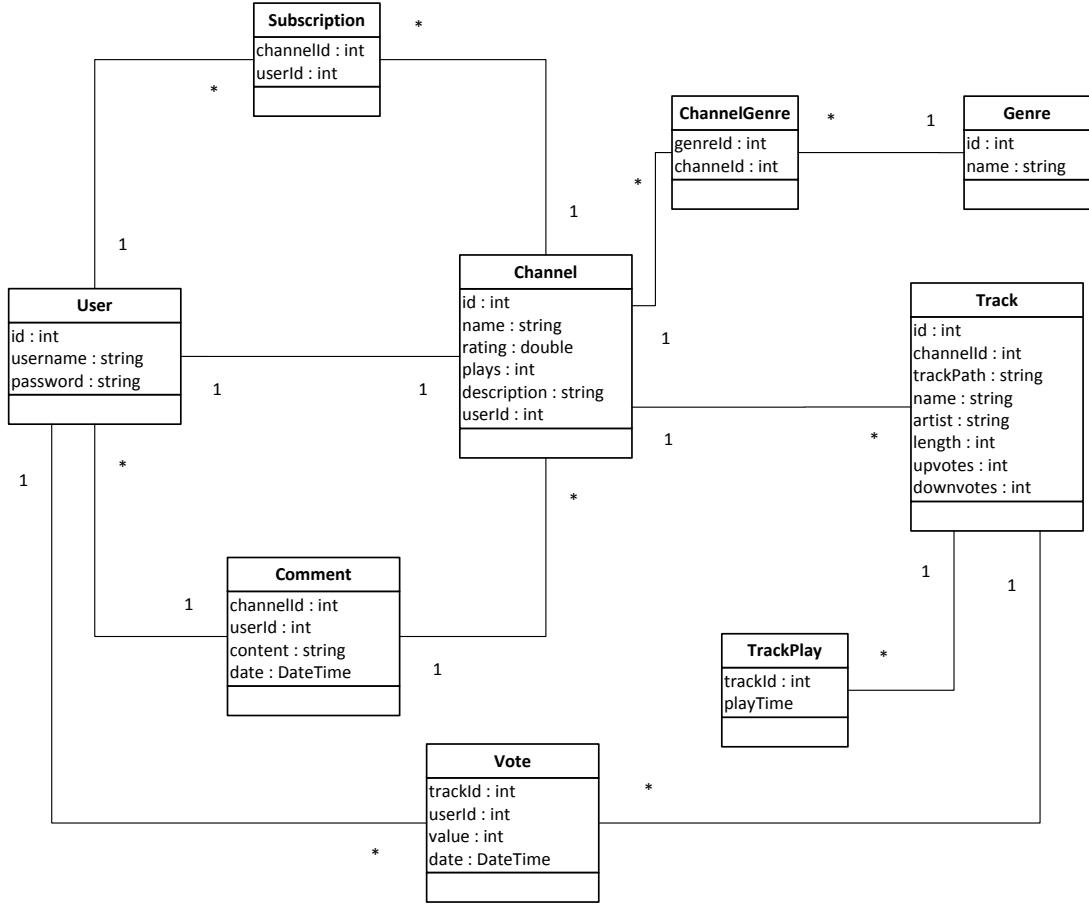 Subscription
channelId : int
userId : int
*
*
ChannelGenre
genreId : int
channelId : int
*
1
Genre
id : int
name : string
*
1
1
User
id : int
username : string
password : string
Channel
id : int
name : string
rating : double
plays : int
description : string
userId : int
1
1
1
1
*
Track
id : int
channelId : int
trackPath : string
name : string
artist : string
length : int
upvotes : int
downvotes : int
1
*
*
Comment
channelId : int
userId : int
content : string
date : DateTime
1
1
1
1
TrackPlay
trackId : int
playTime
*
Vote
trackId : int
userId : int
value : int
date : DateTime
*
*